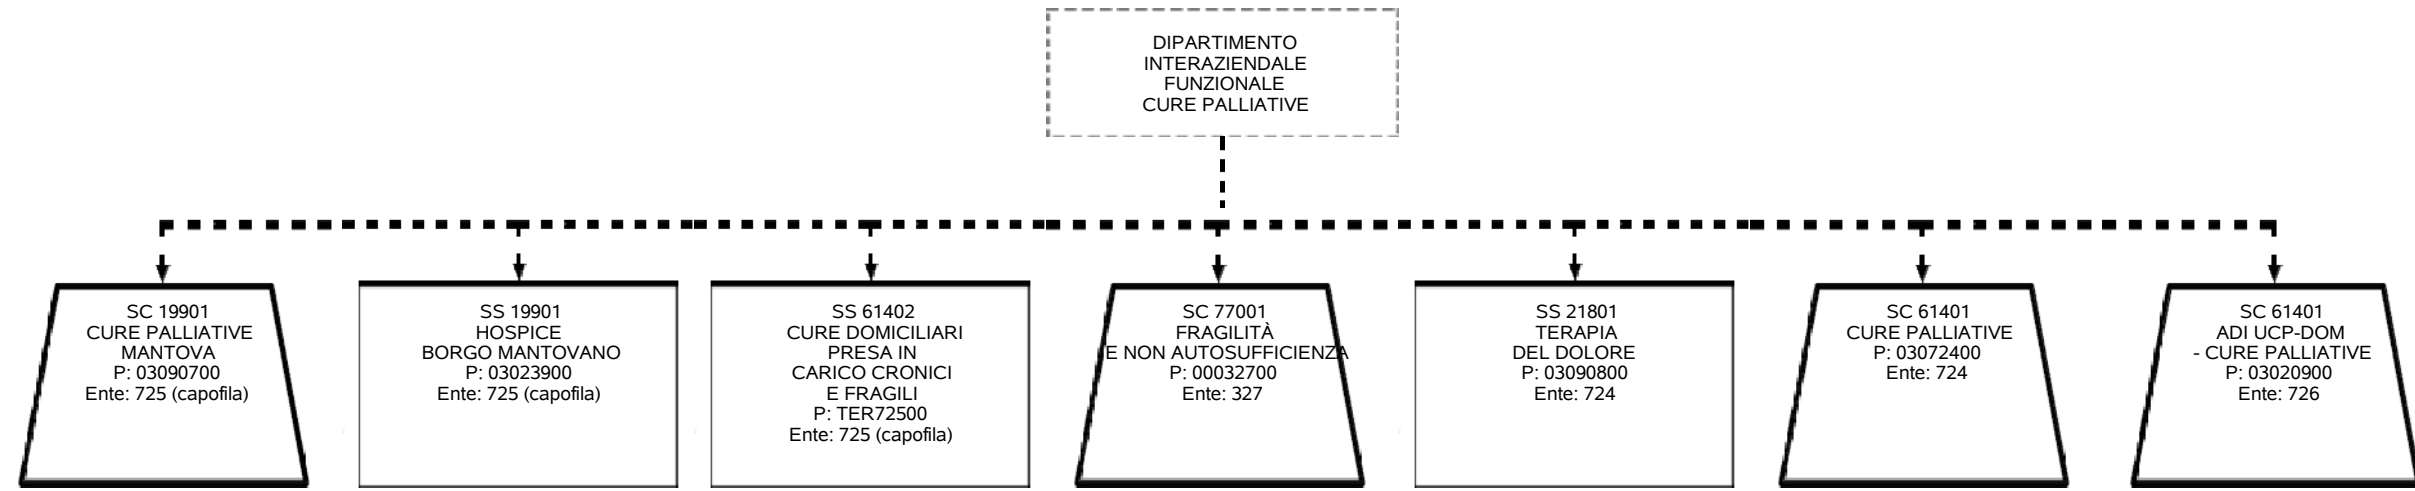 DIPARTIMENTO
INTERAZIENDALE
FUNZIONALE
CURE PALLIATIVE
SC 19901
CURE PALLIATIVE
MANTOVA
P: 03090700
Ente: 725 (capofila)
SS 19901
HOSPICE
BORGO MANTOVANO
P: 03023900
Ente: 725 (capofila)
SS 61402
CURE DOMICILIARI
PRESA IN
CARICO CRONICI
E FRAGILI
P: TER72500
Ente: 725 (capofila)
SC 77001
FRAGILITÀ
E NON AUTOSUFFICIENZA
P: 00032700
Ente: 327
SS 21801
TERAPIA
DEL DOLORE
P: 03090800
Ente: 724
SC 61401
CURE PALLIATIVE
P: 03072400
Ente: 724
SC 61401
ADI UCP-DOM
- CURE PALLIATIVE
P: 03020900
Ente: 726